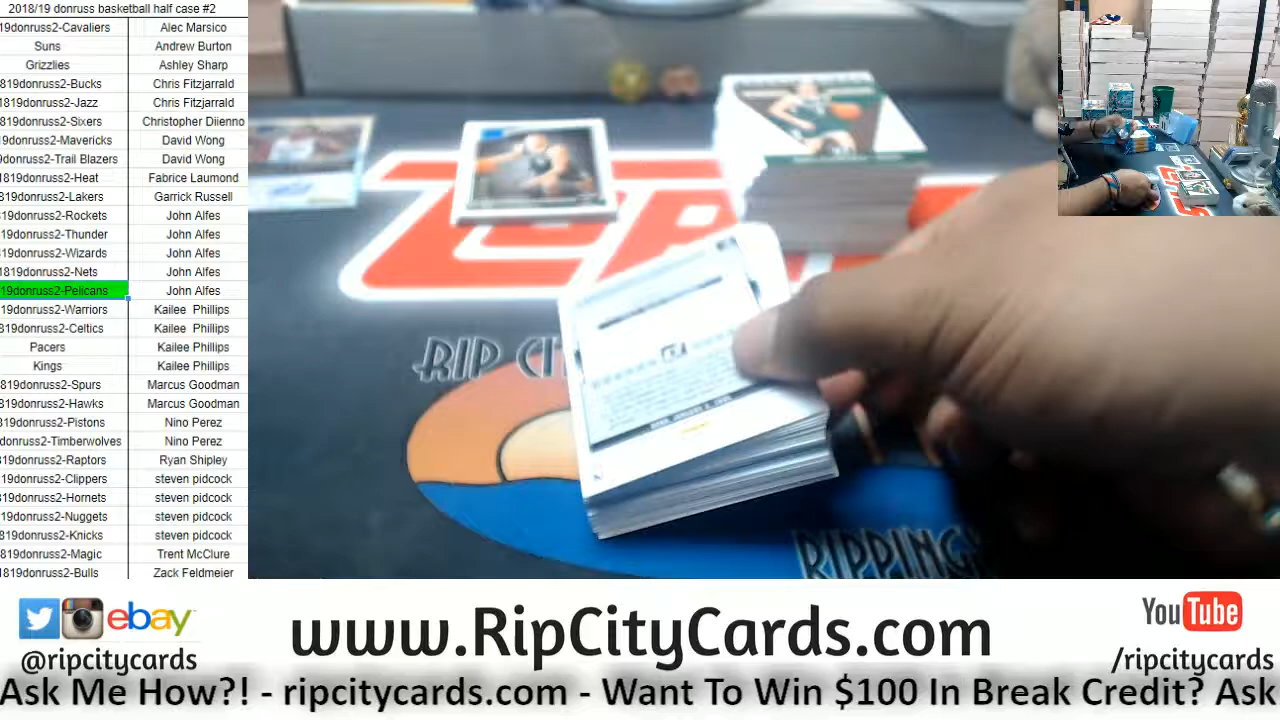 2018/19 donruss basketball half case #2
19donruss2-Cavaliers Alec Marsico
Suns Andrew Burton
Grizzlies Ashley Sharp
819donruss2-Bucks Chris Fitzjarrald
1819donruss2-Jazz Chris Fitzjarrald
819donruss2-Sixers Christopher Diienno
9donruss2-Mavericks David Wong
donruss2-Trail Blazers David Wong
819donruss2-Heat Fabrice Laumond
819donruss2-Lakers Garrick Russell
19donruss2-Rockets John Alfes
19donruss2-Thunder John Alfes
19donruss2-Wizards John Alfes
1819donruss2-Nets John Alfes
19donruss2-Pelicans John Alfes
19donruss2-Warriors Kailee Phillips
819donruss2-Celtics Kailee Phillips
Pacers Kailee Phillips
Kings Kailee Phillips
819donruss2-Spurs Marcus Goodman
819donruss2-Hawks Marcus Goodman
819donruss2-Pistons Nino Perez
donruss2-Timberwolves Nino Perez
819donruss2-Raptors Ryan Shipley
819donruss2-Clippers steven pidcock
819donruss2-Hornets steven pidcock
19donruss2-Nuggets steven pidcock
819donruss2-Knicks steven pidcock
819donruss2-Magic Trent McClure
1819donruss2-Bulls Zack Feldmeier
RIP CI
RIPPING
ebay
@ripcitycards
www.RipCityCards.com
YouTube
/ripcitycards
Ask Me How?! - ripcitycards.com - Want To Win $100 In Break Credit? Ask